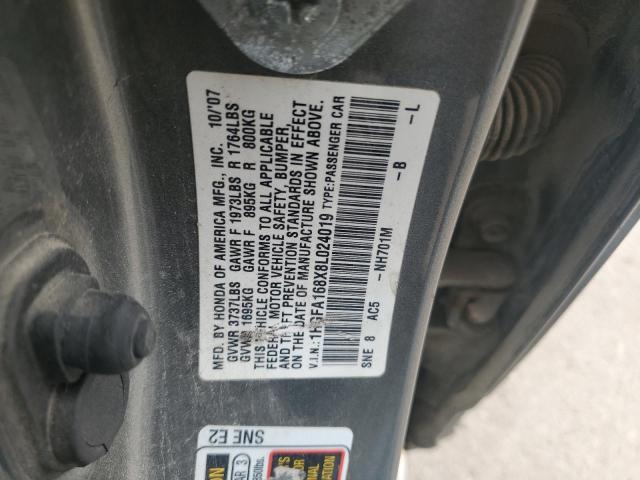 MFD. BY HONDA OF AMERICA MFG., INC. 10/'07
GVWR 3737LBS GAWR F 1973LBS R 1764LBS
GVWR 1695KG GAWR F 895KG R 800KG
THIS VEHICLE CONFORMS TO ALL APPLICABLE
FEDERAL MOTOR VEHICLE SAFETY, BUMPER,
AND THEFT PREVENTION STANDARDS IN EFFECT
ON THE DATE OF MANUFACTURE SHOWN ABOVE.
V.I.N.: 1HGFA168X8L024019 TYPE:PASSENGER CAR
SNE 8 AC5 -NH701M -B -L
SNE E2